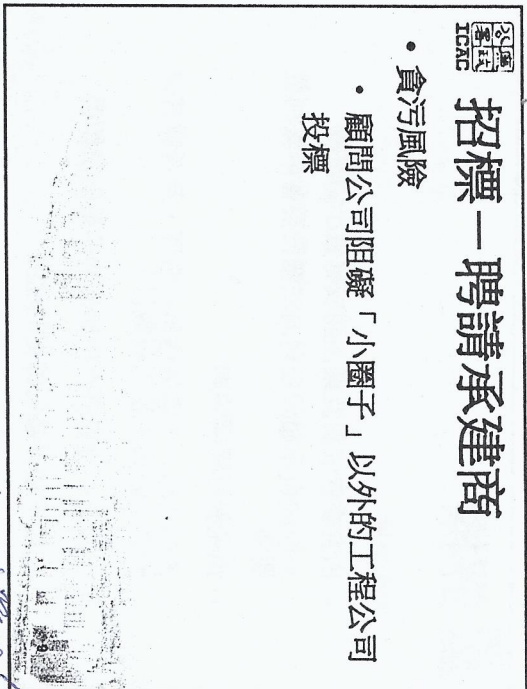 廉政公署
ICAC
招標－聘請承建商
• 貪污風險
• 顧問公司阻礙「小圈子」以外的工程公司
投標